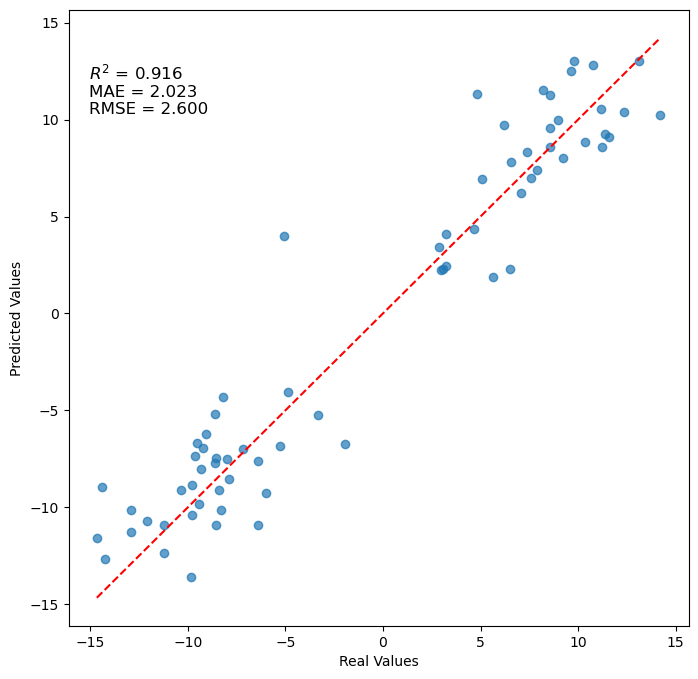 R² = 0.916
MAE = 2.023
RMSE = 2.600
15
10
5
0
−5
−10
−15
Predicted Values
−15 −10 −5 0 5 10 15
Real Values